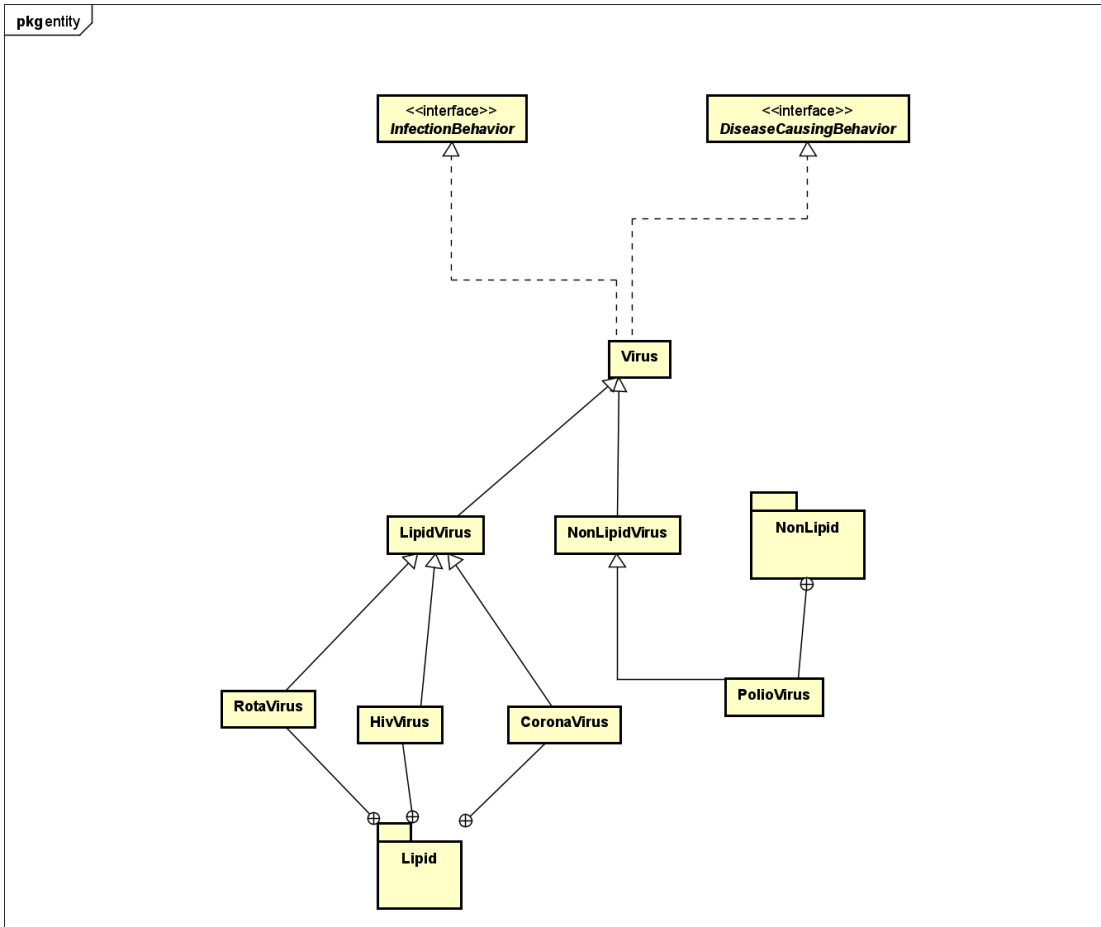 pkg entity
<<interface>>
InfectionBehavior
<<interface>>
DiseaseCausingBehavior
Virus
LipidVirus
NonLipidVirus
NonLipid
RotaVirus
HivVirus
CoronaVirus
PolioVirus
Lipid